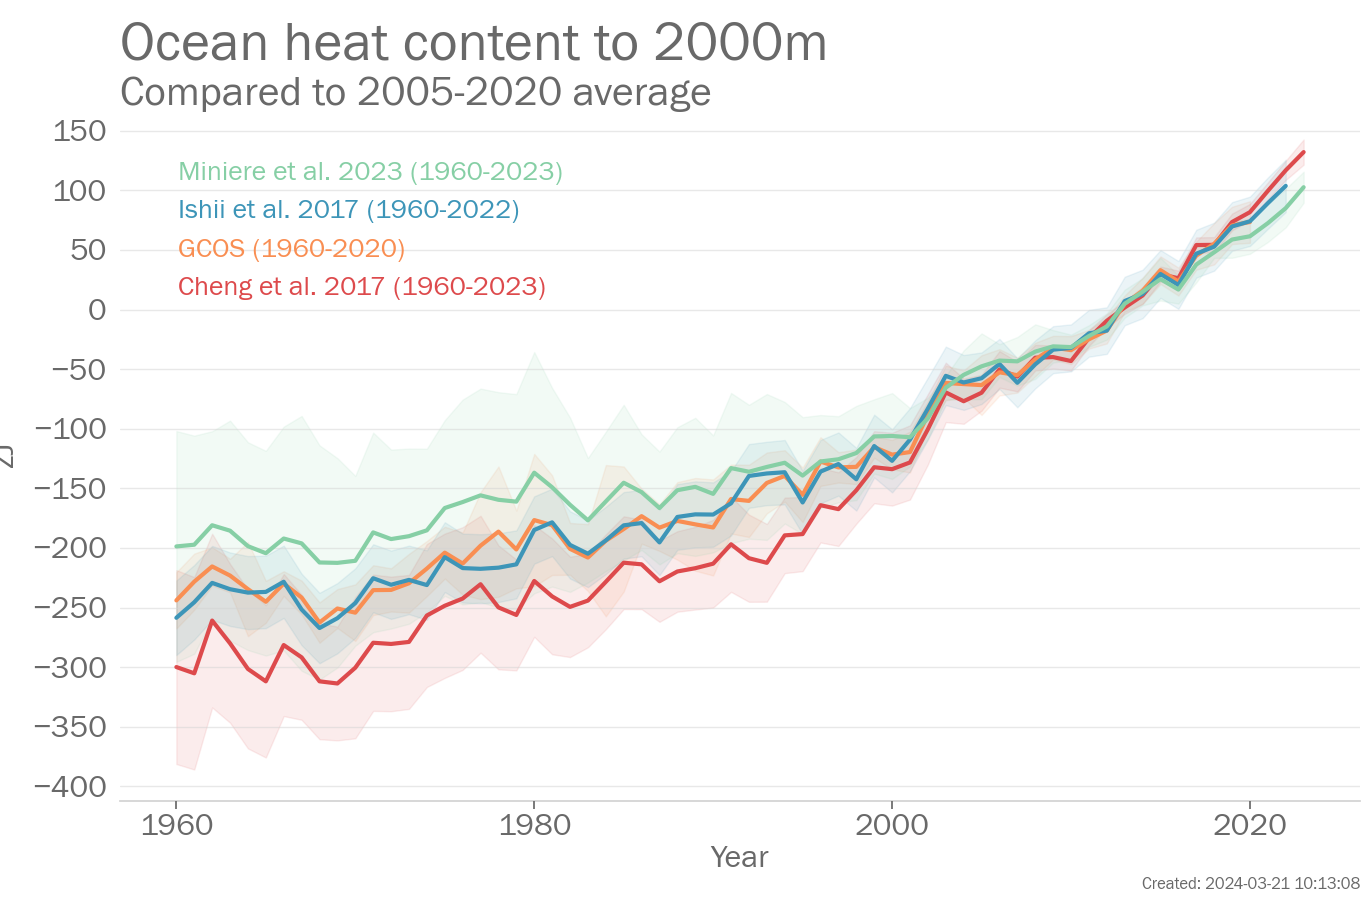 Ocean heat content to 2000m
Compared to 2005-2020 average
150
Miniere et al. 2023 (1960-2023)
100
Ishii et al. 2017 (1960-2022)
50
GCOS (1960-2020)
Cheng et al. 2017 (1960-2023)
0
−50
−100
ZJ
−150
−200
−250
−300
−350
−400
1960 1980 2000 2020
Year
Created: 2024-03-21 10:13:08